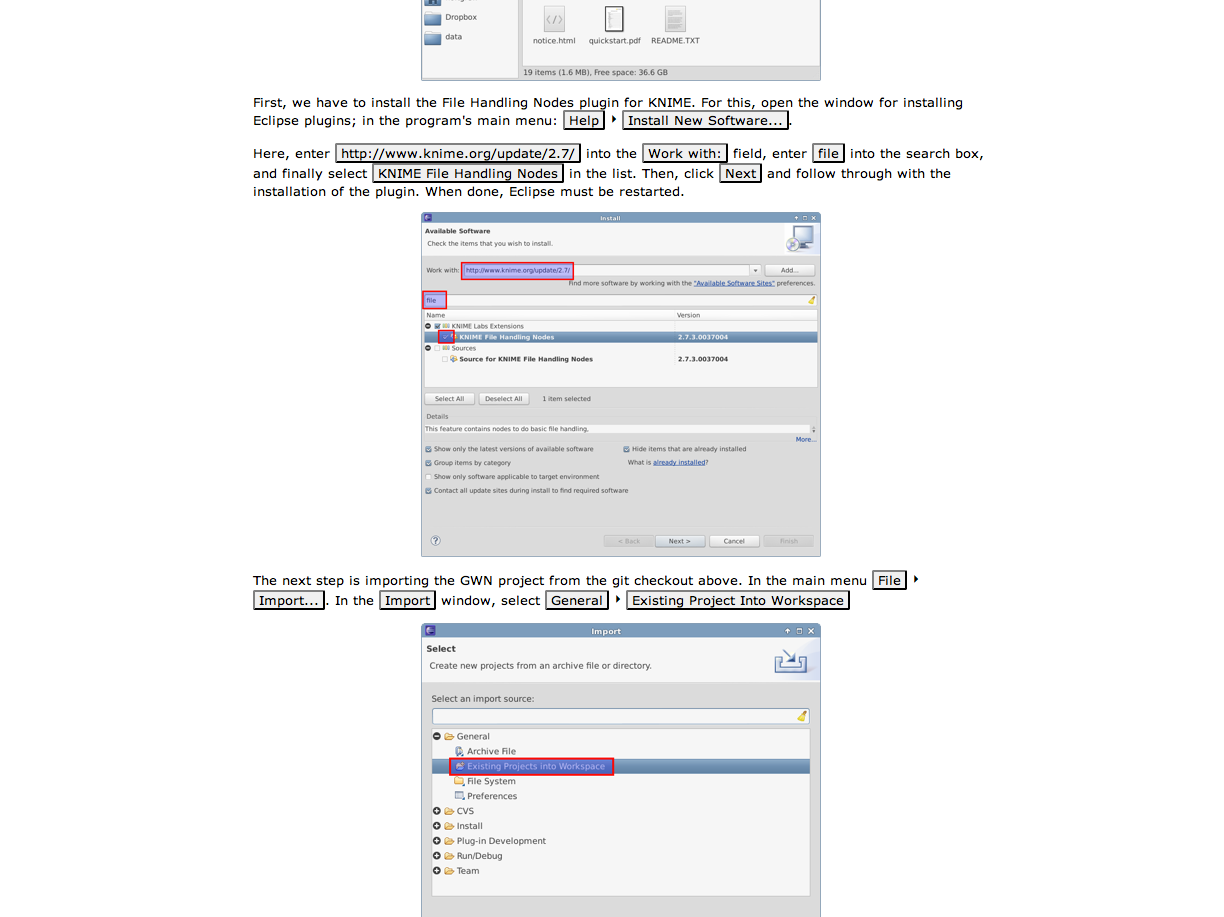 Dropbox
data
notice.html quickstart.pdf README.TXT
19 items (1.6 MB), Free space: 36.6 GB
First, we have to install the File Handling Nodes plugin for KNIME. For this, open the window for installing
Eclipse plugins; in the program's main menu: Help ‣ Install New Software... .
Here, enter http://www.knime.org/update/2.7/ into the Work with: field, enter file into the search box,
and finally select KNIME File Handling Nodes in the list. Then, click Next and follow through with the
installation of the plugin. When done, Eclipse must be restarted.
Install
Available Software
Check the items that you wish to install.
Work with: http://www.knime.org/update/2.7/ Add...
Find more software by working with the "Available Software Sites" preferences.
file
Name Version
KNIME Labs Extensions
KNIME File Handling Nodes 2.7.3.0037004
Sources
Source for KNIME File Handling Nodes 2.7.3.0037004
Select All Deselect All 1 item selected
Details
This feature contains nodes to do basic file handling,
More...
Show only the latest versions of available software Hide items that are already installed
Group items by category What is already installed?
Show only software applicable to target environment
Contact all update sites during install to find required software
? < Back Next > Cancel Finish
The next step is importing the GWN project from the git checkout above. In the main menu File ‣
Import... . In the Import window, select General ‣ Existing Project Into Workspace
Import
Select
Create new projects from an archive file or directory.
Select an import source:
General
Archive File
Existing Projects into Workspace
File System
Preferences
CVS
Install
Plug-in Development
Run/Debug
Team